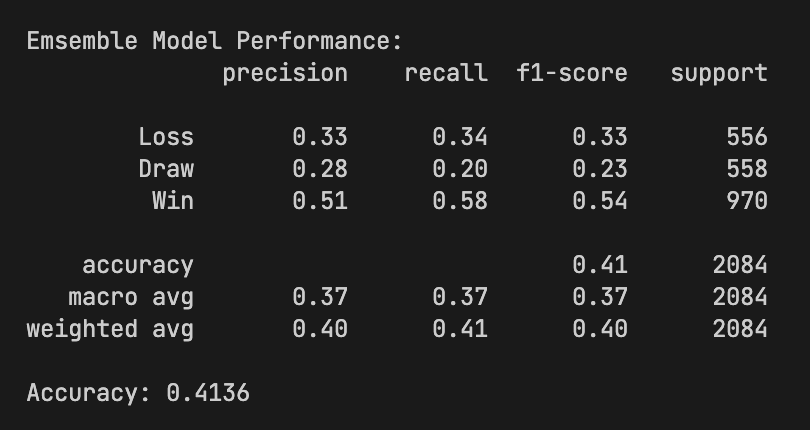 Emsemble Model Performance:
precision recall f1-score support
Loss 0.33 0.34 0.33 556
Draw 0.28 0.20 0.23 558
Win 0.51 0.58 0.54 970
accuracy 0.41 2084
macro avg 0.37 0.37 0.37 2084
weighted avg 0.40 0.41 0.40 2084
Accuracy: 0.4136